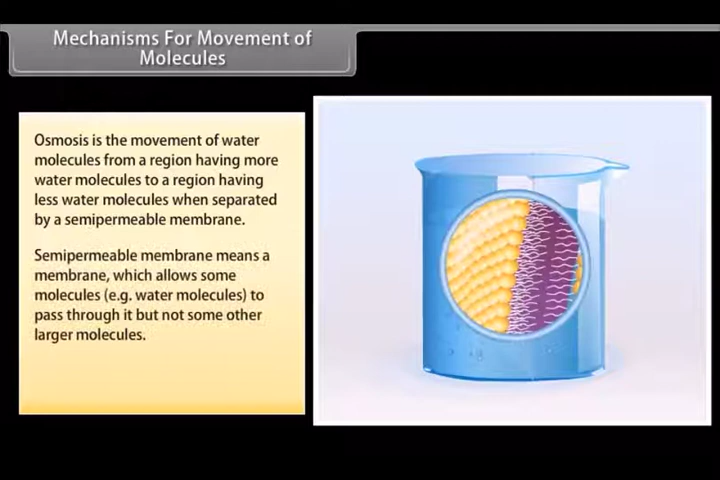 Mechanisms For Movement of
Molecules
Osmosis is the movement of water
molecules from a region having more
water molecules to a region having
less water molecules when separated
by a semipermeable membrane.
Semipermeable membrane means a
membrane, which allows some
molecules (e.g. water molecules) to
pass through it but not some other
larger molecules.